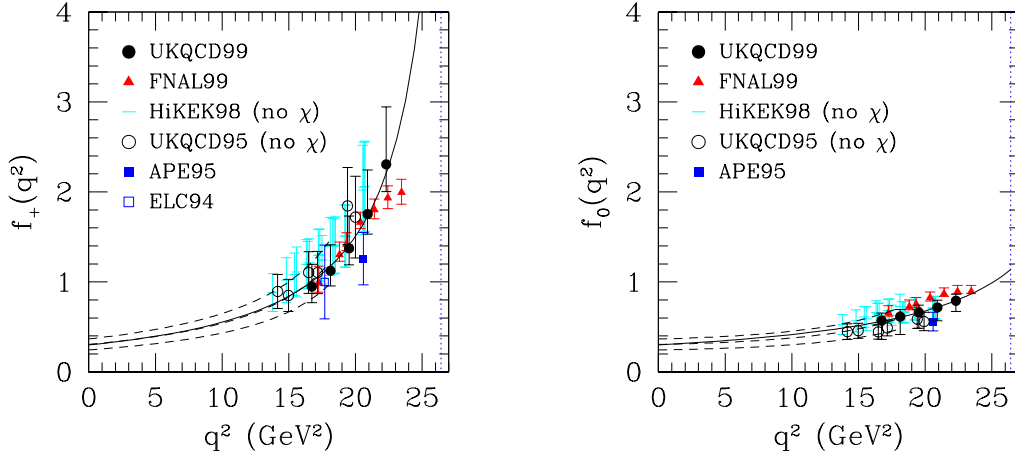 4
3
2
1
0
f₊(q²)
UKQCD99
FNAL99
HiKEK98 (no χ)
UKQCD95 (no χ)
APE95
ELC94
0 5 10 15 20 25
q² (GeV²)
4
3
2
1
0
f₀(q²)
UKQCD99
FNAL99
HiKEK98 (no χ)
UKQCD95 (no χ)
APE95
0 5 10 15 20 25
q² (GeV²)